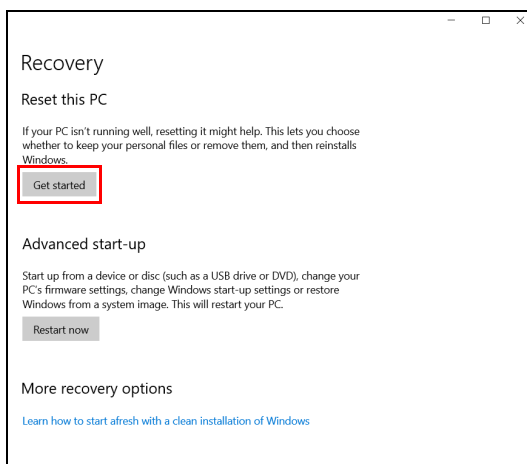 Recovery
Reset this PC
If your PC isn't running well, resetting it might help. This lets you choose
whether to keep your personal files or remove them, and then reinstalls
Windows.
Get started
Advanced start-up
Start up from a device or disc (such as a USB drive or DVD), change your
PC's firmware settings, change Windows start-up settings or restore
Windows from a system image. This will restart your PC.
Restart now
More recovery options
Learn how to start afresh with a clean installation of Windows